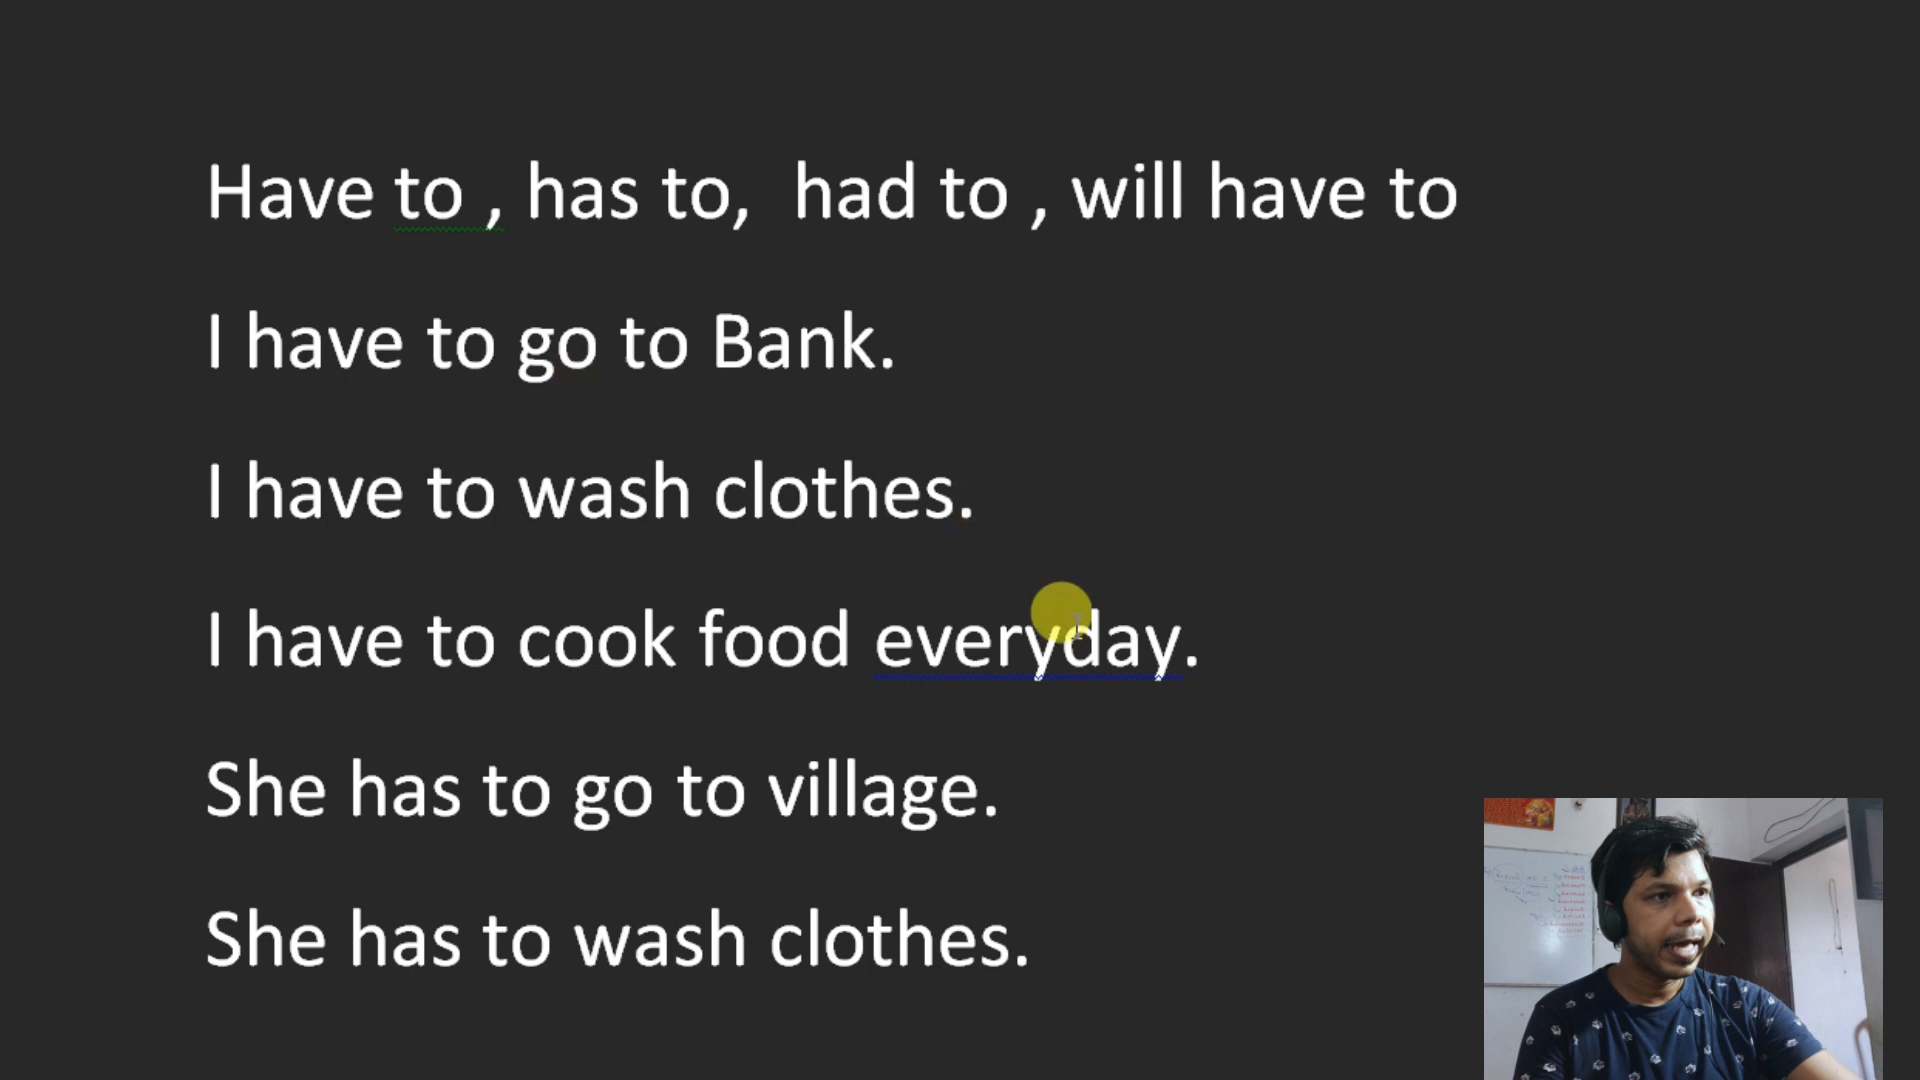 Have to , has to,  had to , will have to
I have to go to Bank.
I have to wash clothes.
I have to cook food everyday.
She has to go to village.
She has to wash clothes.